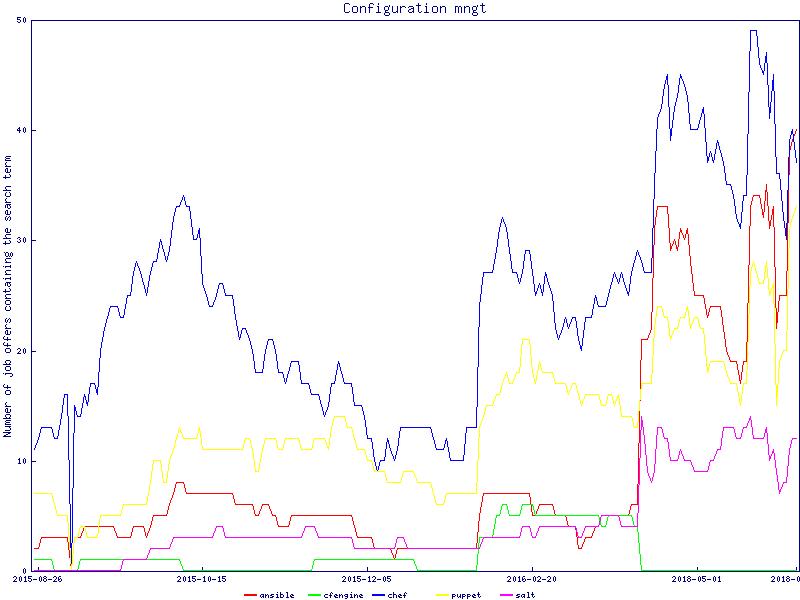 Configuration mngt
Number of job offers containing the search term
50
40
30
20
10
0
2015-08-26 2015-10-15 2015-12-05 2016-02-20 2018-05-01 2018-0
ansible cfengine chef puppet salt